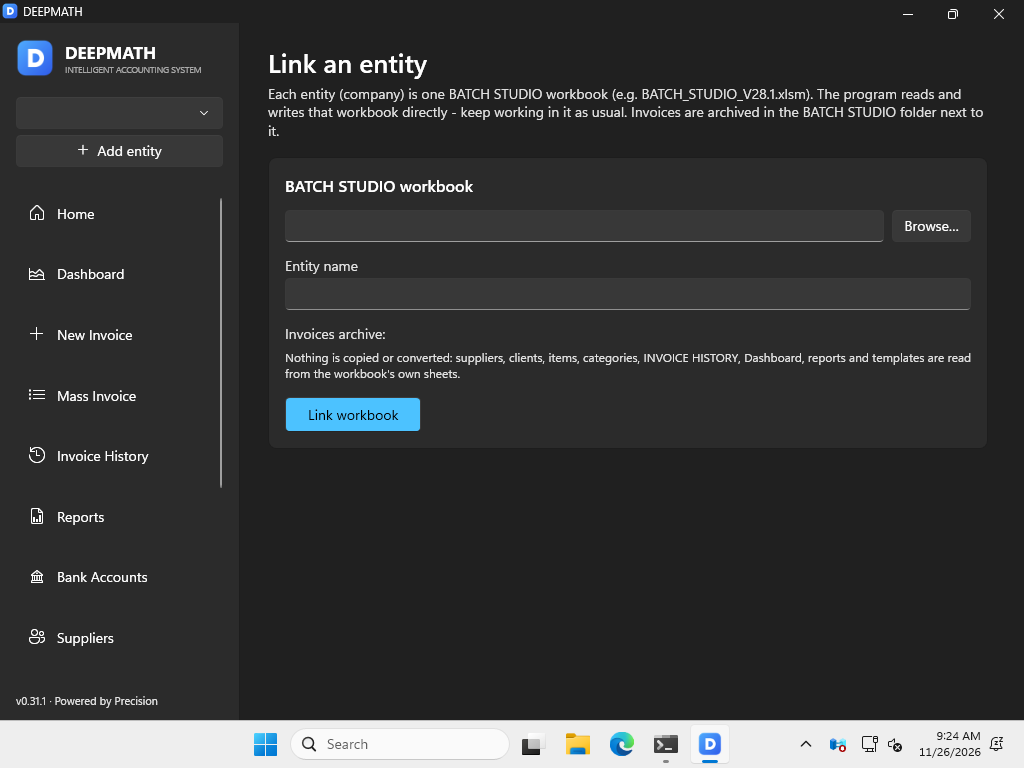 DEEPMATH
DEEPMATH
INTELLIGENT ACCOUNTING SYSTEM
+ Add entity
Home
Dashboard
New Invoice
Mass Invoice
Invoice History
Reports
Bank Accounts
Suppliers
v0.31.1 · Powered by Precision
Link an entity
Each entity (company) is one BATCH STUDIO workbook (e.g. BATCH_STUDIO_V28.1.xlsm). The program reads and
writes that workbook directly - keep working in it as usual. Invoices are archived in the BATCH STUDIO folder next to
it.
BATCH STUDIO workbook
Browse...
Entity name
Invoices archive:
Nothing is copied or converted: suppliers, clients, items, categories, INVOICE HISTORY, Dashboard, reports and templates are read
from the workbook's own sheets.
Link workbook
Search
9:24 AM
11/26/2026